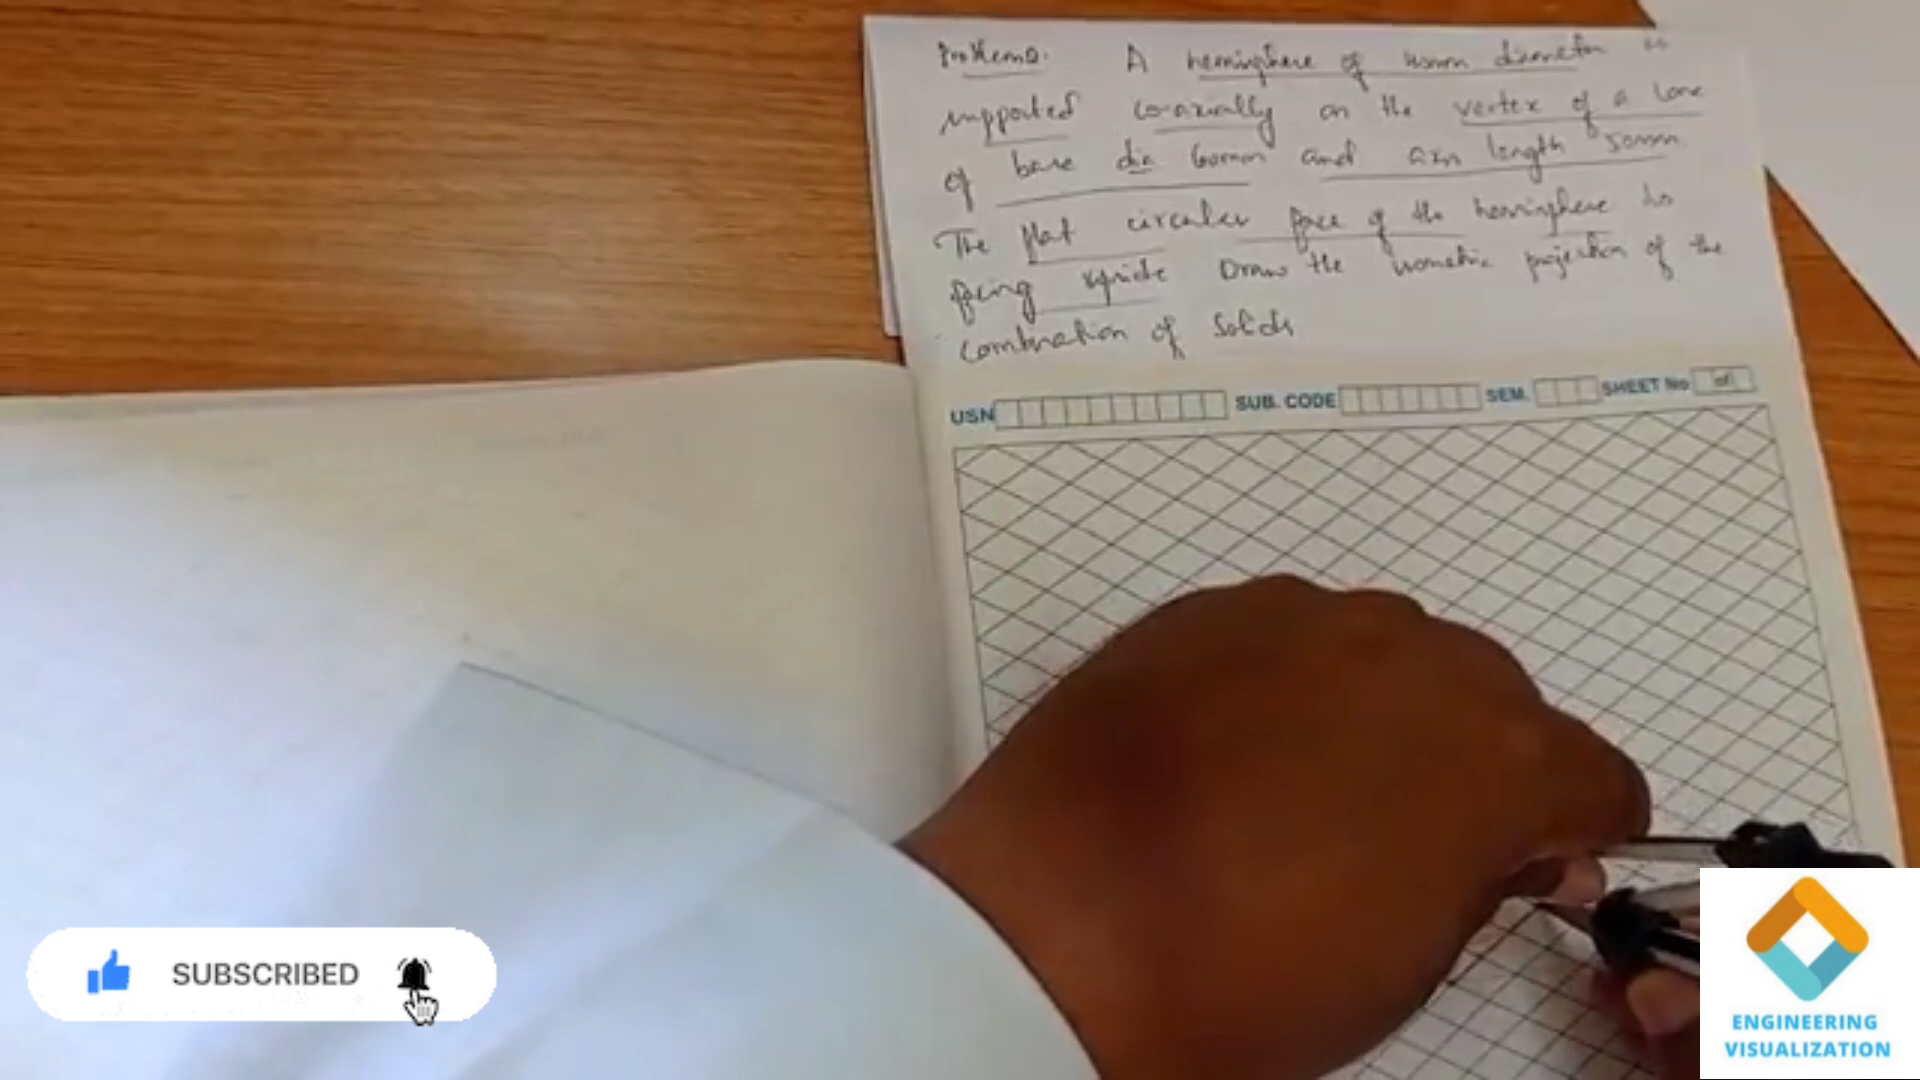 Problem 2. A hemisphere of 40mm diameter is
supported co-axially on the vertex of a cone
of base dia 60mm and axis length 50mm
The flat circular face of the hemisphere is
facing upside Draw the isometric projection of the
combination of Solids
USN SUB. CODE SEM. SHEET No of
SUBSCRIBED
ENGINEERING
VISUALIZATION